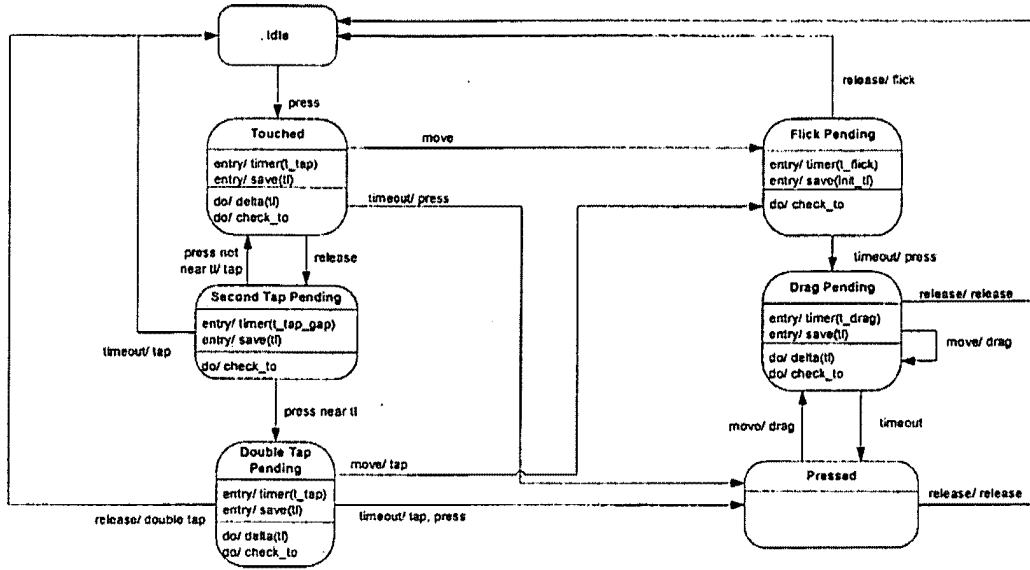 Idle
press
Touched
entry/ timer(t_tap)
entry/ save(tl)
do/ delta(tl)
do/ check_to
move
timeout/ press
release/ flick
Flick Pending
entry/ timer(t_flick)
entry/ save(init_tl)
do/ check_to
press not
near tl/ tap
release
timeout/ press
Second Tap Pending
entry/ timer(t_tap_gap)
entry/ save(tl)
do/ check_to
timeout/ tap
Drag Pending
entry/ timer(t_drag)
entry/ save(tl)
do/ delta(tl)
do/ check_to
release/ release
move/ drag
press near tl
move/ drag
timeout
Double Tap
Pending
entry/ timer(t_tap)
entry/ save(tl)
do/ delta(tl)
do/ check_to
move/ tap
release/ double tap
timeout/ tap, press
Pressed
release/ release